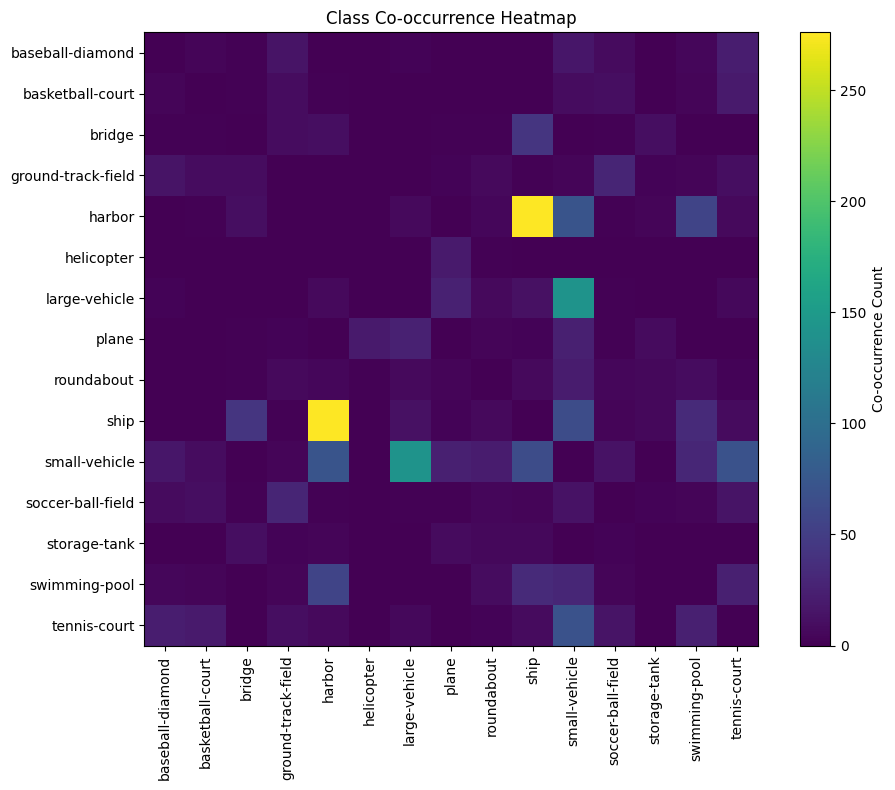 Class Co-occurrence Heatmap
baseball-diamond
basketball-court
bridge
ground-track-field
harbor
helicopter
large-vehicle
plane
roundabout
ship
small-vehicle
soccer-ball-field
storage-tank
swimming-pool
tennis-court
baseball-diamond
basketball-court
bridge
ground-track-field
harbor
helicopter
large-vehicle
plane
roundabout
ship
small-vehicle
soccer-ball-field
storage-tank
swimming-pool
tennis-court
250
200
150
100
50
0
Co-occurrence Count